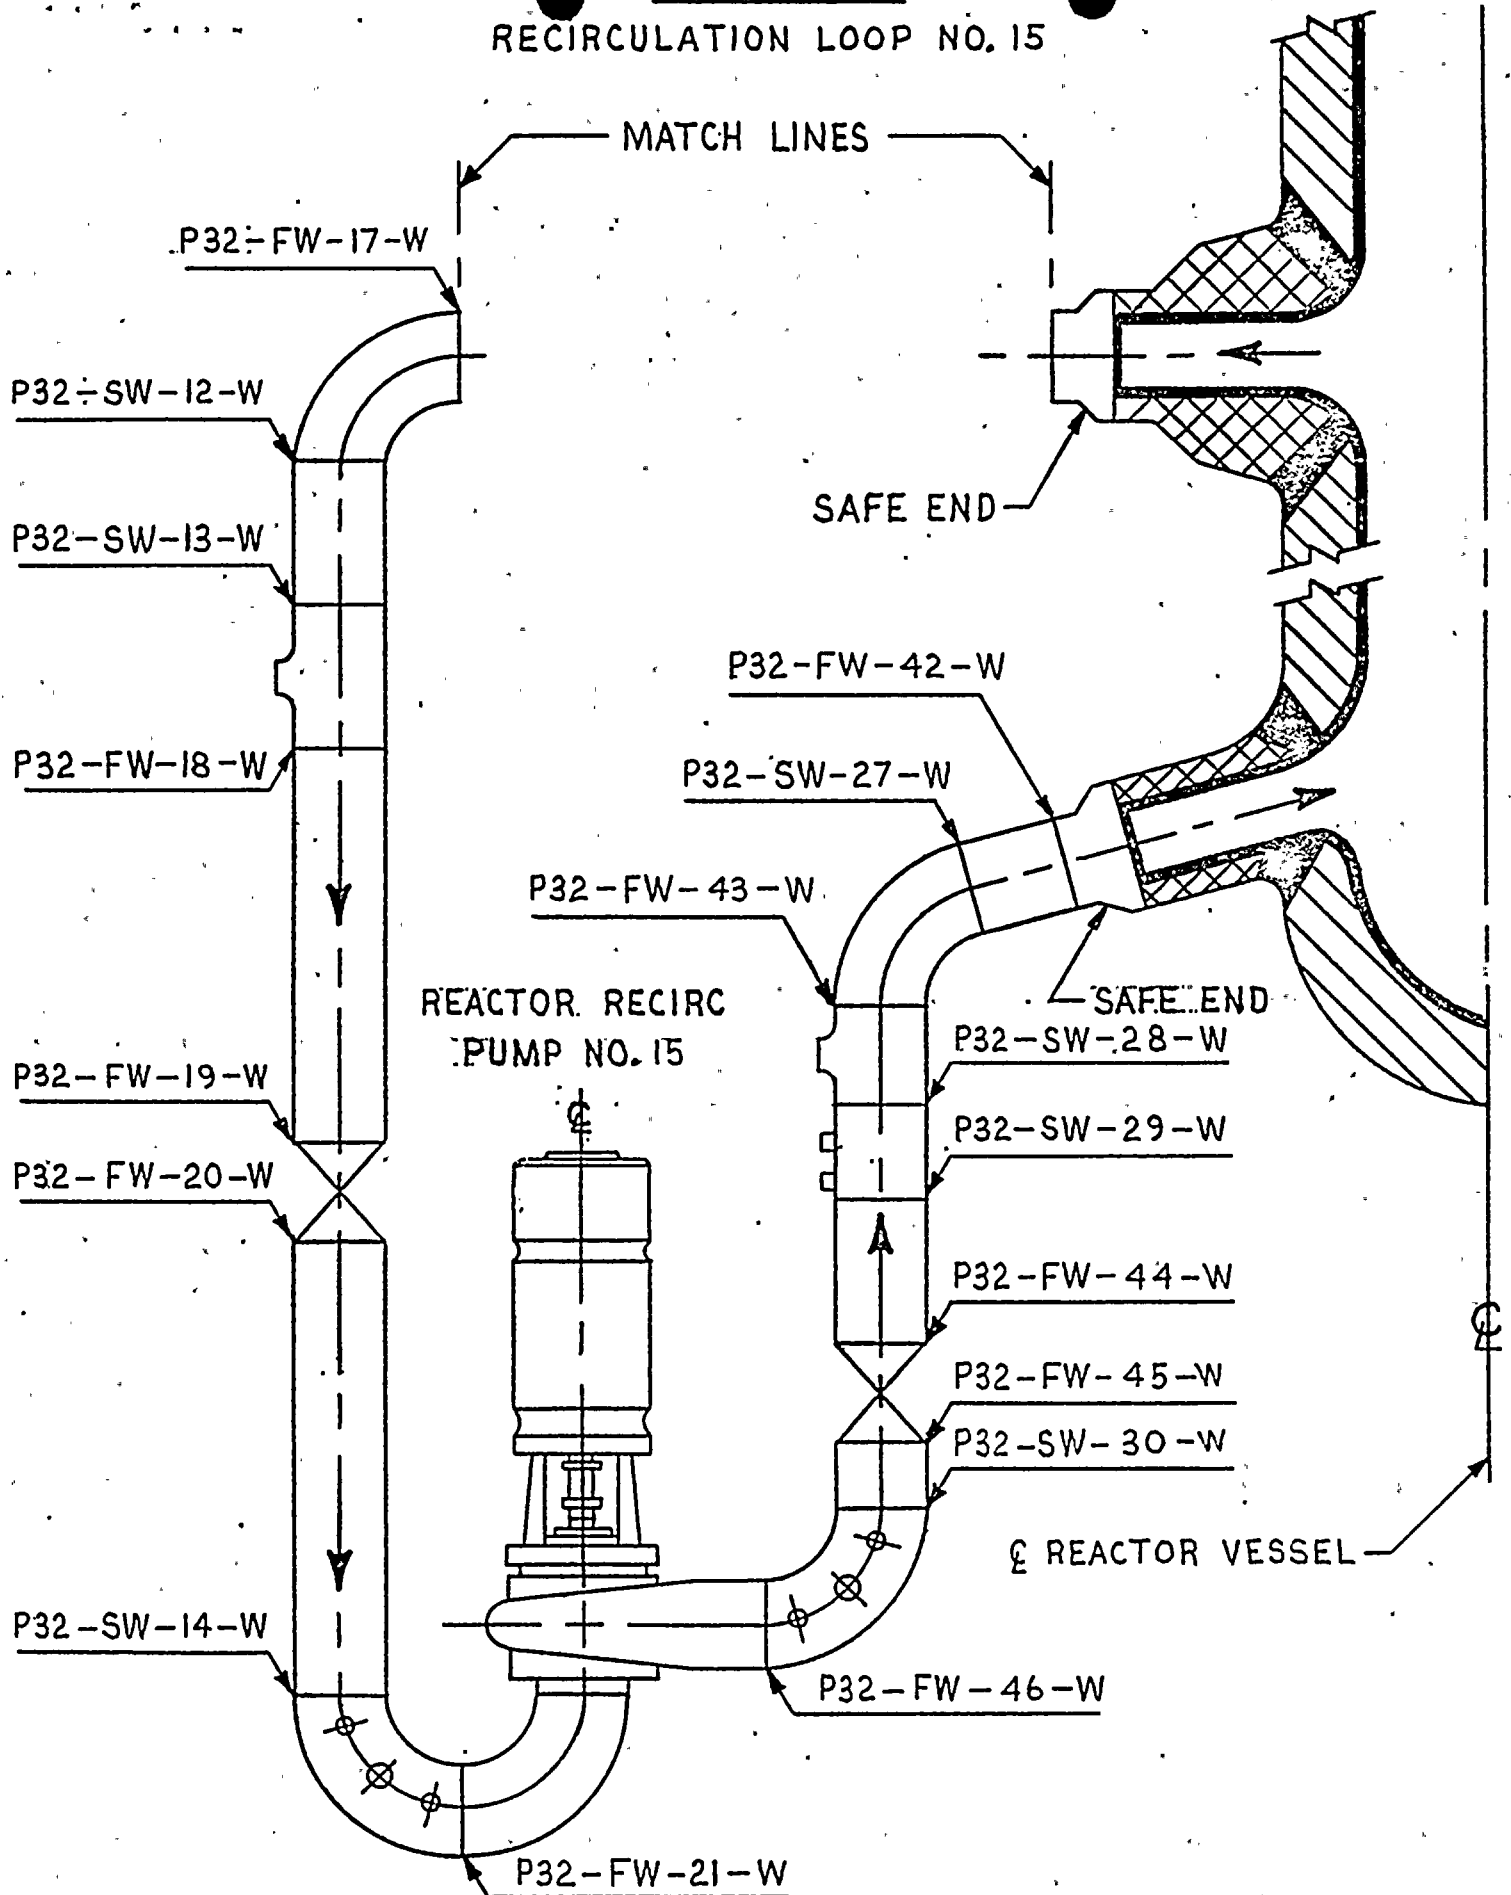 RECIRCULATION LOOP NO. 15
MATCH LINES
P32-FW-17-W
P32-SW-12-W
SAFE END
P32-SW-13-W
P32-FW-42-W
P32-FW-18-W
P32-SW-27-W
P32-FW-43-W
REACTOR RECIRC
PUMP NO. 15
SAFE END
P32-SW-28-W
P32-FW-19-W
P32-SW-29-W
P32-FW-20-W
P32-FW-44-W
P32-FW-45-W
P32-SW-30-W
℄
℄
℄ REACTOR VESSEL
P32-SW-14-W
P32-FW-46-W
P32-FW-21-W